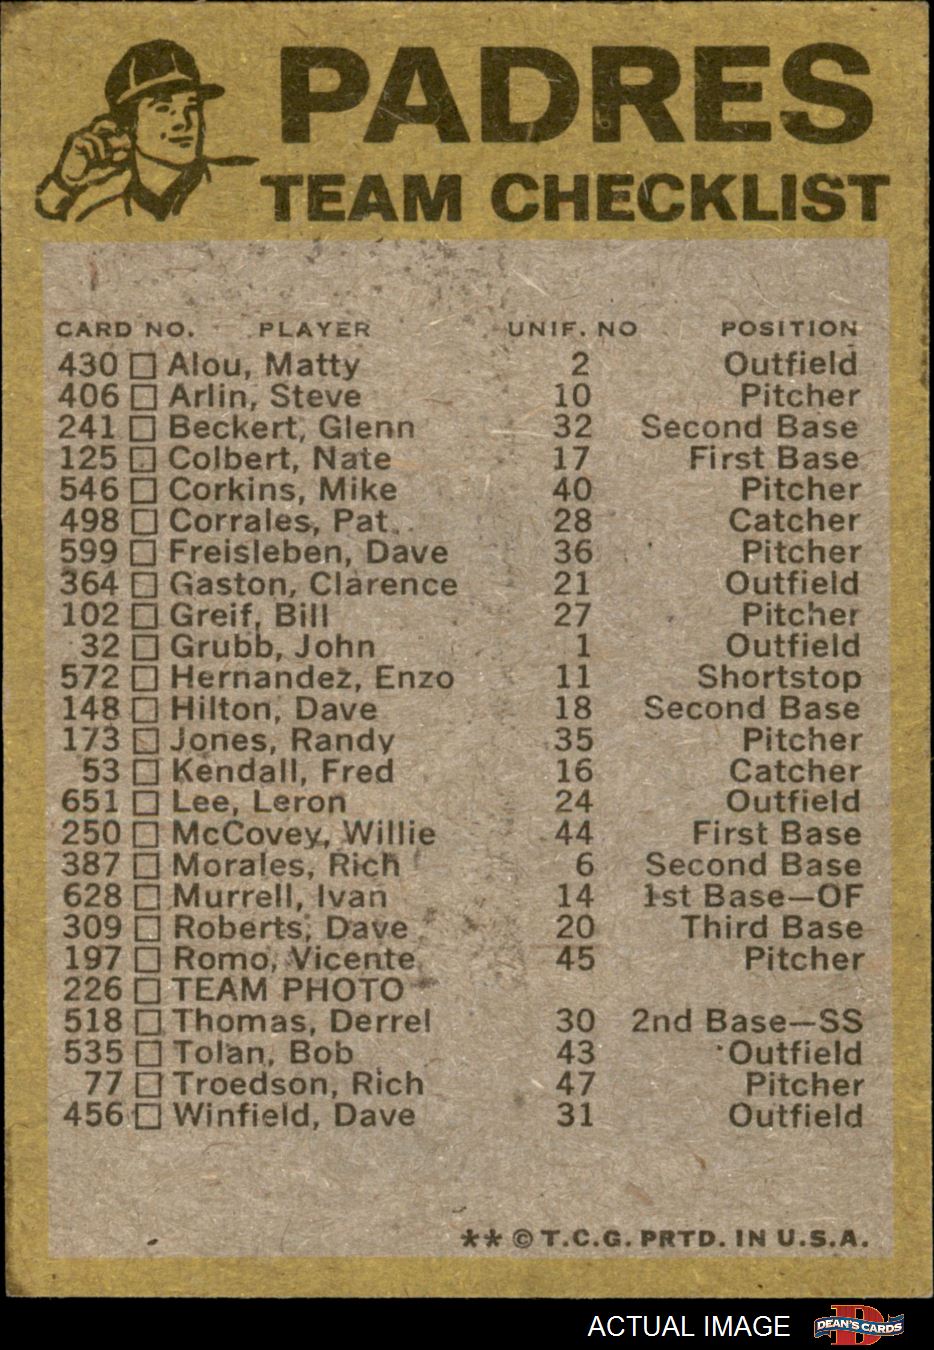 PADRES
TEAM CHECKLIST
CARD NO. PLAYER UNIF. NO POSITION
430 Alou, Matty 2 Outfield
406 Arlin, Steve 10 Pitcher
241 Beckert, Glenn 32 Second Base
125 Colbert, Nate 17 First Base
546 Corkins, Mike 40 Pitcher
498 Corrales, Pat 28 Catcher
599 Freisleben, Dave 36 Pitcher
364 Gaston, Clarence 21 Outfield
102 Greif, Bill 27 Pitcher
32 Grubb, John 1 Outfield
572 Hernandez, Enzo 11 Shortstop
148 Hilton, Dave 18 Second Base
173 Jones, Randy 35 Pitcher
53 Kendall, Fred 16 Catcher
651 Lee, Leron 24 Outfield
250 McCovey, Willie 44 First Base
387 Morales, Rich 6 Second Base
628 Murrell, Ivan 14 1st Base—OF
309 Roberts, Dave 20 Third Base
197 Romo, Vicente 45 Pitcher
226 TEAM PHOTO
518 Thomas, Derrel 30 2nd Base—SS
535 Tolan, Bob 43 Outfield
77 Troedson, Rich 47 Pitcher
456 Winfield, Dave 31 Outfield
** © T.C.G. PRTD. IN U.S.A.
ACTUAL IMAGE
D
DEAN'S CARDS